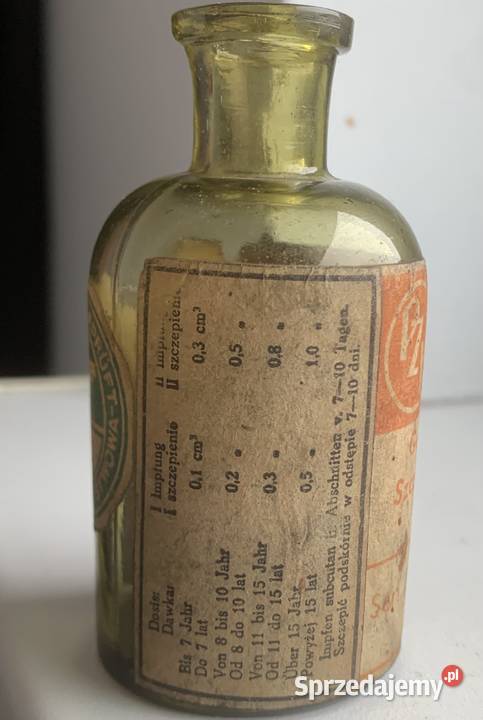 Dosis: I Impfung II Impfung
Dawka: I szczepienie II szczepienie
Bis 7 Jahr 0,1 cm³ 0,3 cm³
Do 7 lat
Von 8 bis 10 Jahr 0,2 „ 0,5 „
Od 8 do 10 lat
Von 11 bis 15 Jahr 0,3 „ 0,8 „
Od 11 do 15 lat
Über 15 Jahr 0,5 „ 1,0 „
Powyżej 15 lat
Impfen subcutan in Abschnitten v. 7—10 Tagen.
Szczepić podskórnie w odstępie 7—10 dni.
Sprzedajemy.pl